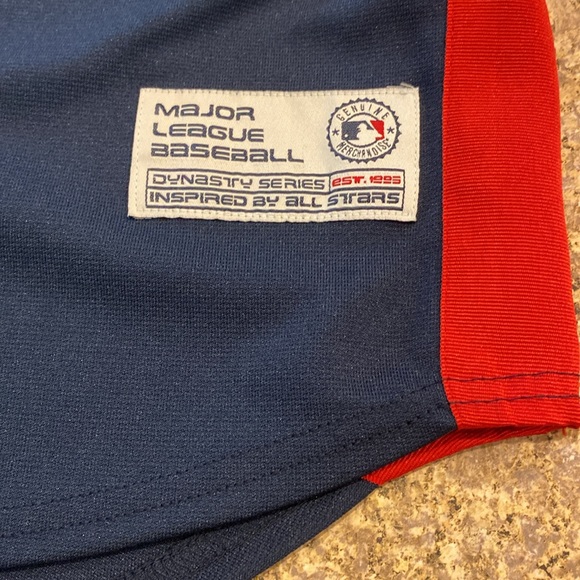 Major
League
Baseball
GENUINE
MERCHANDISE
Dynasty Series est. 1995
Inspired by All Stars